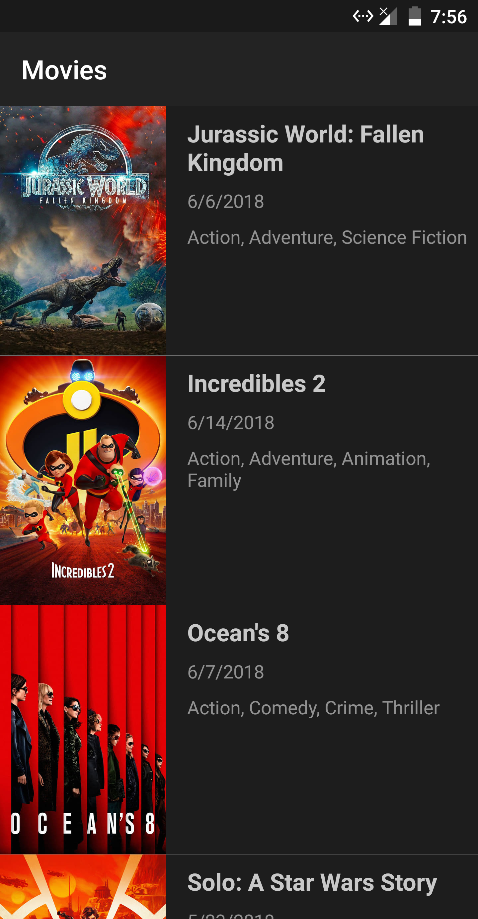 7:56
Movies
JURASSIC WORLD
FALLEN KINGDOM
Jurassic World: Fallen
Kingdom
6/6/2018
Action, Adventure, Science Fiction
INCREDIBLES 2
Incredibles 2
6/14/2018
Action, Adventure, Animation,
Family
OCEAN'S 8
Ocean's 8
6/7/2018
Action, Comedy, Crime, Thriller
Solo: A Star Wars Story